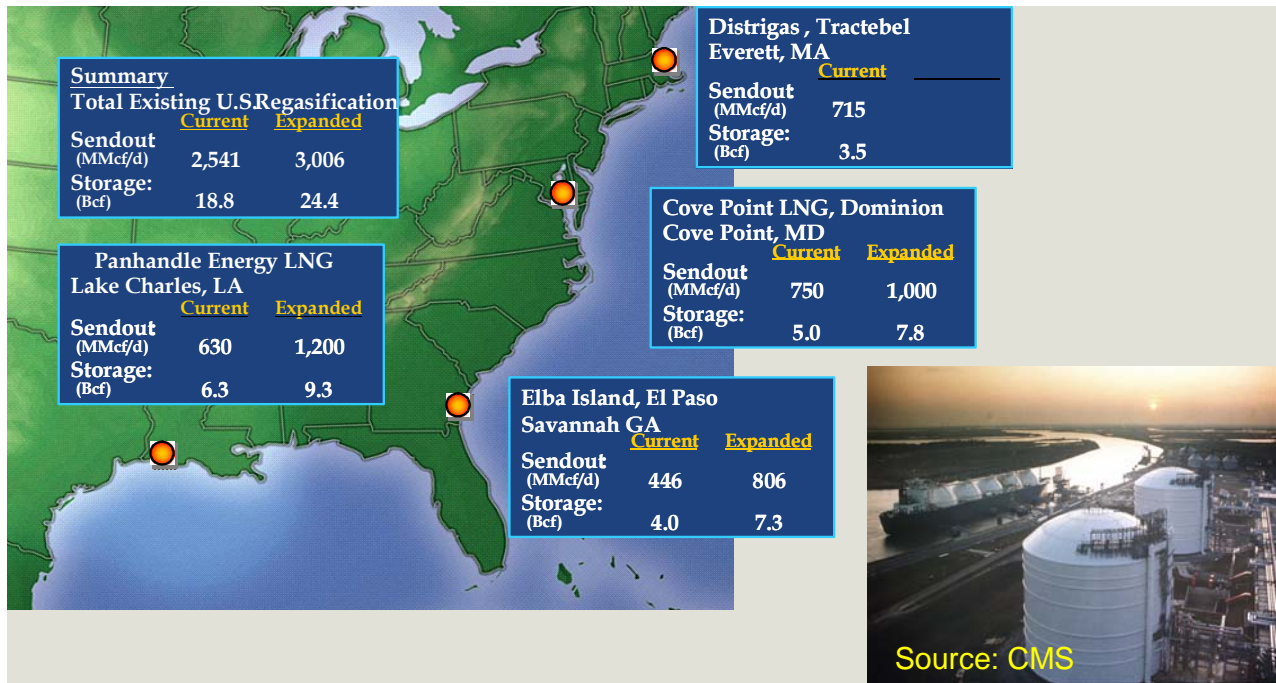 Summary
Total Existing U.S.Regasification
Current Expanded
Sendout
(MMcf/d) 2,541 3,006
Storage:
(Bcf) 18.8 24.4
Panhandle Energy LNG
Lake Charles, LA
Current Expanded
Sendout
(MMcf/d) 630 1,200
Storage:
(Bcf) 6.3 9.3
Distrigas , Tractebel
Everett, MA
Current
Sendout
(MMcf/d) 715
Storage:
(Bcf) 3.5
Cove Point LNG, Dominion
Cove Point, MD
Current Expanded
Sendout
(MMcf/d) 750 1,000
Storage:
(Bcf) 5.0 7.8
Elba Island, El Paso
Savannah GA
Current Expanded
Sendout
(MMcf/d) 446 806
Storage:
(Bcf) 4.0 7.3
Source: CMS